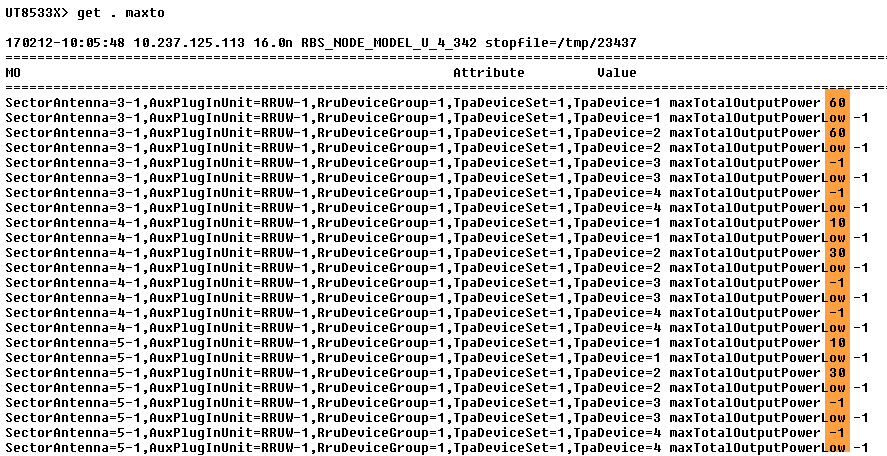 UT8533X> get . maxto
170212-10:05:48 10.237.125.113 16.0n RBS_NODE_MODEL_U_4_342 stopfile=/tmp/23437
=================================================================================================================
MO Attribute Value
=================================================================================================================
SectorAntenna=3-1,AuxPlugInUnit=RRUW-1,RruDeviceGroup=1,TpaDeviceSet=1,TpaDevice=1 maxTotalOutputPower 60
SectorAntenna=3-1,AuxPlugInUnit=RRUW-1,RruDeviceGroup=1,TpaDeviceSet=1,TpaDevice=1 maxTotalOutputPowerLow -1
SectorAntenna=3-1,AuxPlugInUnit=RRUW-1,RruDeviceGroup=1,TpaDeviceSet=1,TpaDevice=2 maxTotalOutputPower 60
SectorAntenna=3-1,AuxPlugInUnit=RRUW-1,RruDeviceGroup=1,TpaDeviceSet=1,TpaDevice=2 maxTotalOutputPowerLow -1
SectorAntenna=3-1,AuxPlugInUnit=RRUW-1,RruDeviceGroup=1,TpaDeviceSet=1,TpaDevice=3 maxTotalOutputPower -1
SectorAntenna=3-1,AuxPlugInUnit=RRUW-1,RruDeviceGroup=1,TpaDeviceSet=1,TpaDevice=3 maxTotalOutputPowerLow -1
SectorAntenna=3-1,AuxPlugInUnit=RRUW-1,RruDeviceGroup=1,TpaDeviceSet=1,TpaDevice=4 maxTotalOutputPower -1
SectorAntenna=3-1,AuxPlugInUnit=RRUW-1,RruDeviceGroup=1,TpaDeviceSet=1,TpaDevice=4 maxTotalOutputPowerLow -1
SectorAntenna=4-1,AuxPlugInUnit=RRUW-1,RruDeviceGroup=1,TpaDeviceSet=1,TpaDevice=1 maxTotalOutputPower 10
SectorAntenna=4-1,AuxPlugInUnit=RRUW-1,RruDeviceGroup=1,TpaDeviceSet=1,TpaDevice=1 maxTotalOutputPowerLow -1
SectorAntenna=4-1,AuxPlugInUnit=RRUW-1,RruDeviceGroup=1,TpaDeviceSet=1,TpaDevice=2 maxTotalOutputPower 30
SectorAntenna=4-1,AuxPlugInUnit=RRUW-1,RruDeviceGroup=1,TpaDeviceSet=1,TpaDevice=2 maxTotalOutputPowerLow -1
SectorAntenna=4-1,AuxPlugInUnit=RRUW-1,RruDeviceGroup=1,TpaDeviceSet=1,TpaDevice=3 maxTotalOutputPower -1
SectorAntenna=4-1,AuxPlugInUnit=RRUW-1,RruDeviceGroup=1,TpaDeviceSet=1,TpaDevice=3 maxTotalOutputPowerLow -1
SectorAntenna=4-1,AuxPlugInUnit=RRUW-1,RruDeviceGroup=1,TpaDeviceSet=1,TpaDevice=4 maxTotalOutputPower -1
SectorAntenna=4-1,AuxPlugInUnit=RRUW-1,RruDeviceGroup=1,TpaDeviceSet=1,TpaDevice=4 maxTotalOutputPowerLow -1
SectorAntenna=5-1,AuxPlugInUnit=RRUW-1,RruDeviceGroup=1,TpaDeviceSet=1,TpaDevice=1 maxTotalOutputPower 10
SectorAntenna=5-1,AuxPlugInUnit=RRUW-1,RruDeviceGroup=1,TpaDeviceSet=1,TpaDevice=1 maxTotalOutputPowerLow -1
SectorAntenna=5-1,AuxPlugInUnit=RRUW-1,RruDeviceGroup=1,TpaDeviceSet=1,TpaDevice=2 maxTotalOutputPower 30
SectorAntenna=5-1,AuxPlugInUnit=RRUW-1,RruDeviceGroup=1,TpaDeviceSet=1,TpaDevice=2 maxTotalOutputPowerLow -1
SectorAntenna=5-1,AuxPlugInUnit=RRUW-1,RruDeviceGroup=1,TpaDeviceSet=1,TpaDevice=3 maxTotalOutputPower -1
SectorAntenna=5-1,AuxPlugInUnit=RRUW-1,RruDeviceGroup=1,TpaDeviceSet=1,TpaDevice=3 maxTotalOutputPowerLow -1
SectorAntenna=5-1,AuxPlugInUnit=RRUW-1,RruDeviceGroup=1,TpaDeviceSet=1,TpaDevice=4 maxTotalOutputPower -1
SectorAntenna=5-1,AuxPlugInUnit=RRUW-1,RruDeviceGroup=1,TpaDeviceSet=1,TpaDevice=4 maxTotalOutputPowerLow -1